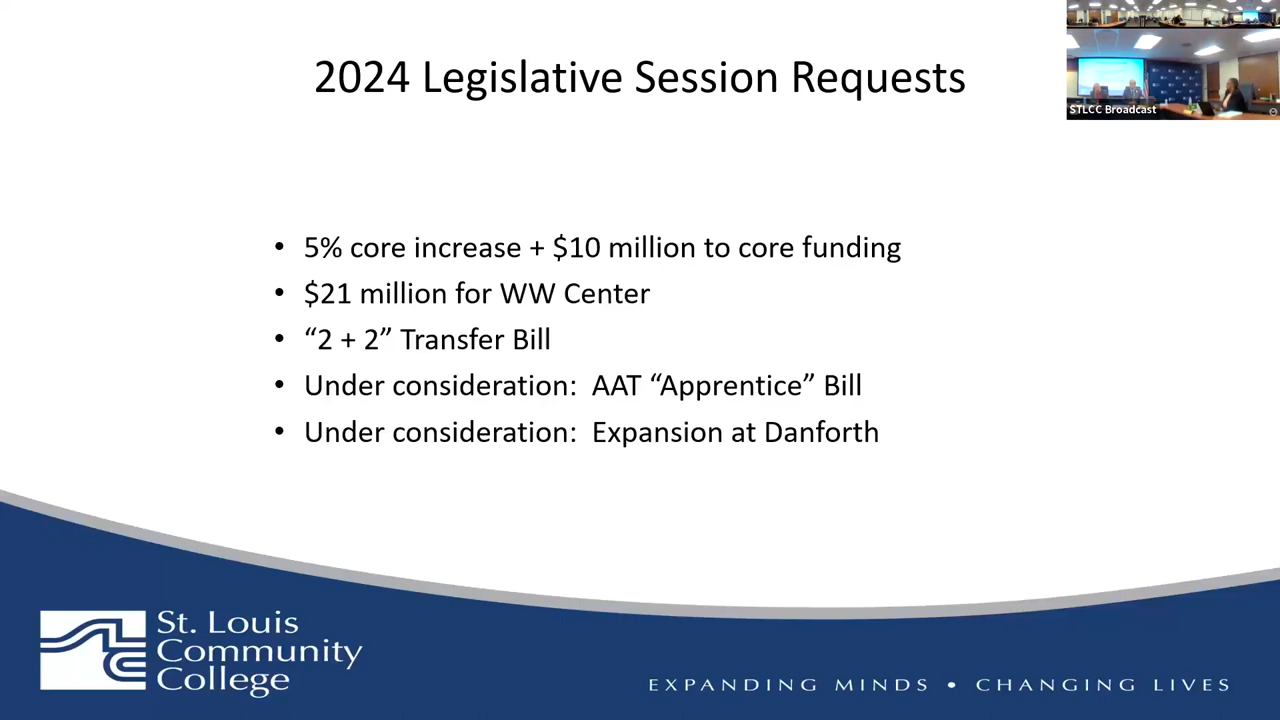 2024 Legislative Session Requests
STLCC Broadcast
• 5% core increase + $10 million to core funding
• $21 million for WW Center
• “2 + 2” Transfer Bill
• Under consideration:  AAT “Apprentice” Bill
• Under consideration:  Expansion at Danforth
St. Louis
Community
College
EXPANDING MINDS • CHANGING LIVES